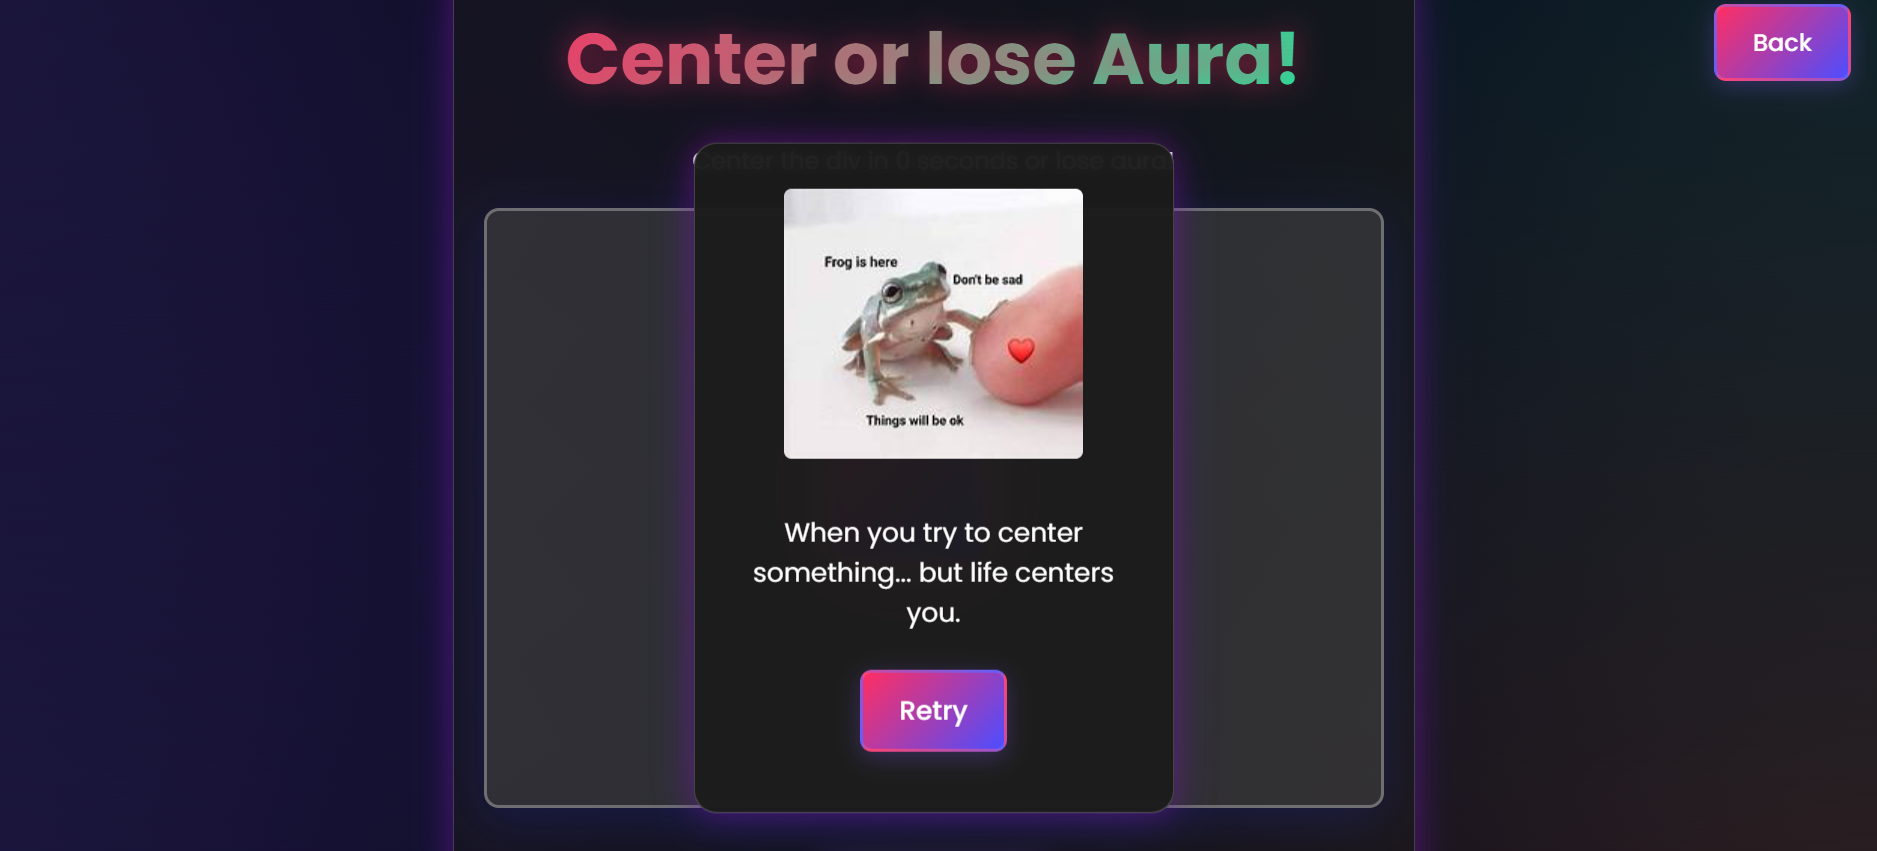 Center or lose Aura!
Back
Center the div in 0 seconds or lose aura!
Frog is here
Don't be sad
Things will be ok
When you try to center
something... but life centers
you.
Retry